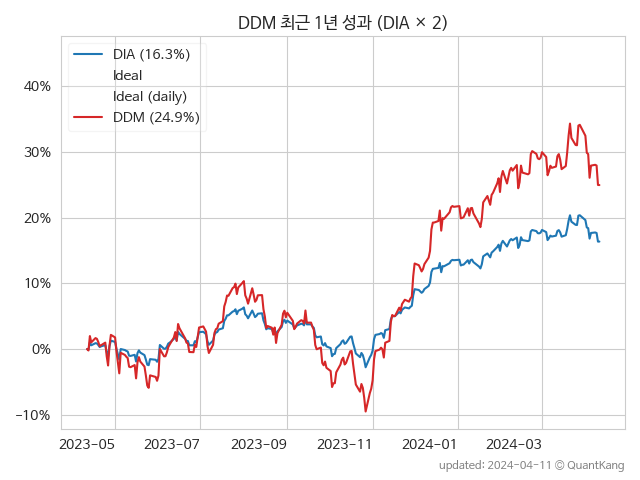 DDM 최근 1년 성과 (DIA × 2)
DIA (16.3%)
Ideal
Ideal (daily)
DDM (24.9%)
40%
30%
20%
10%
0%
−10%
2023-05 2023-07 2023-09 2023-11 2024-01 2024-03
updated: 2024-04-11 © QuantKang